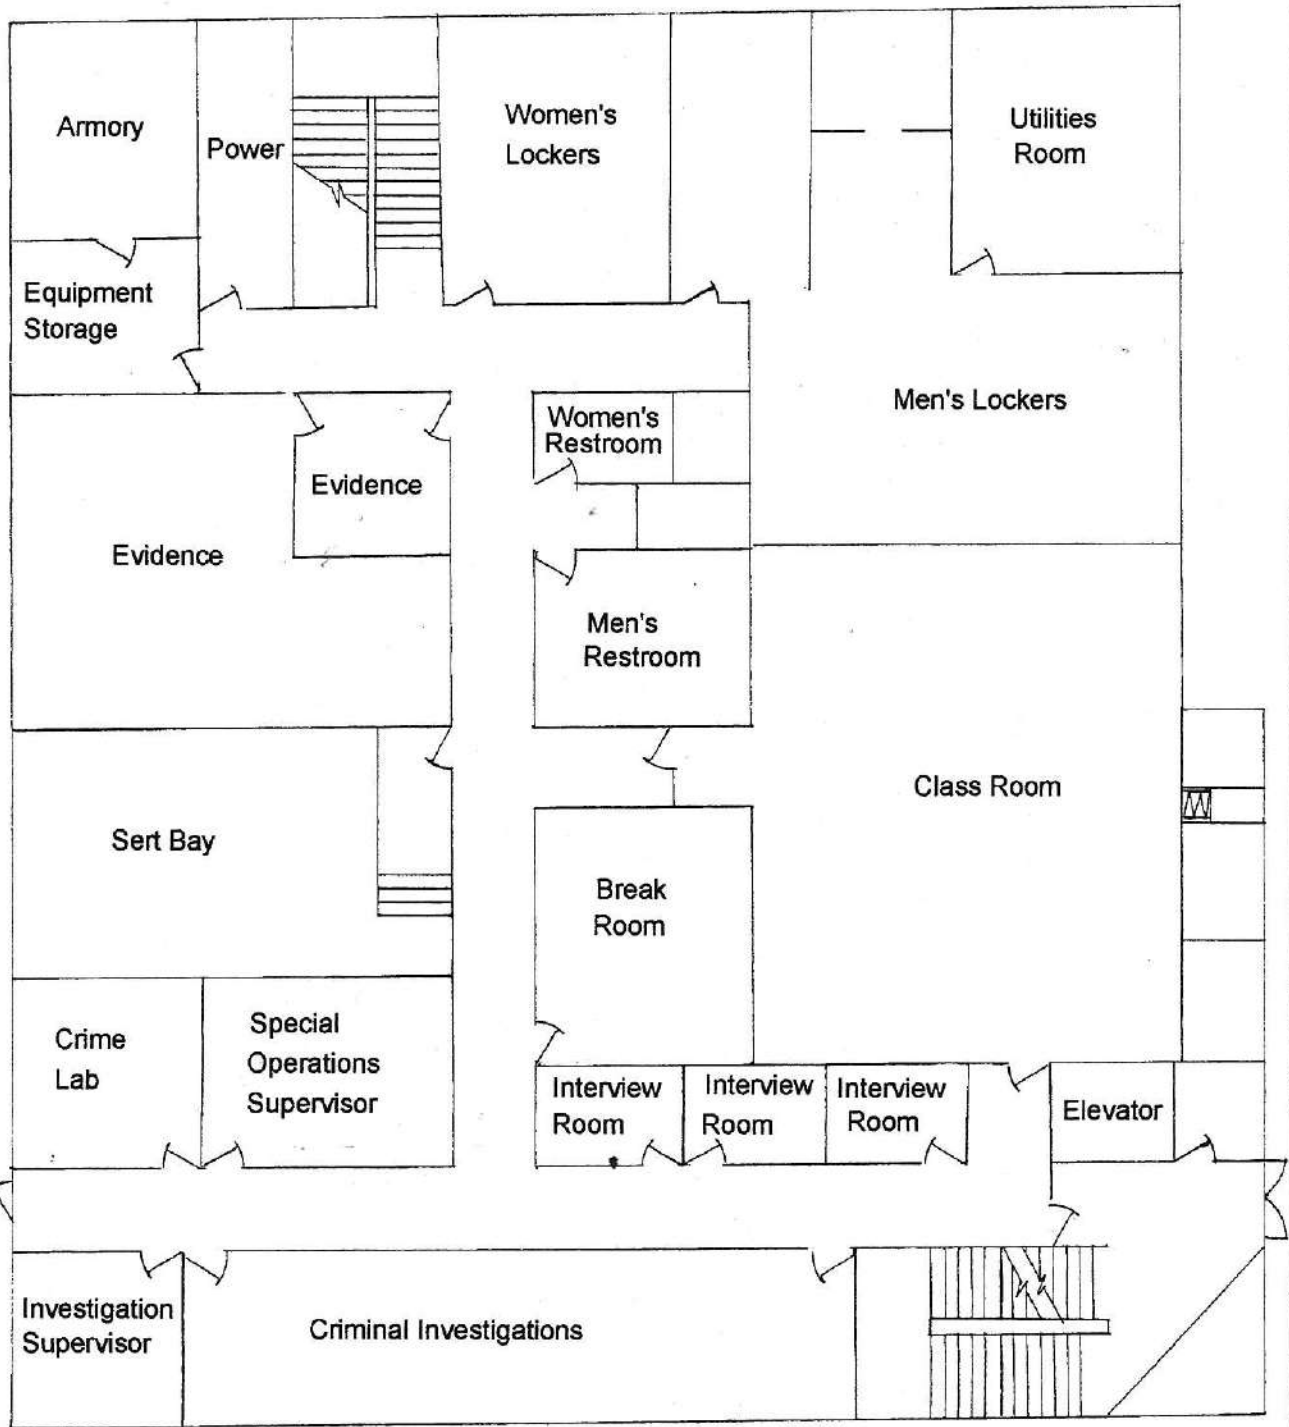 Armory
Power
Women's
Lockers
Utilities
Room
Equipment
Storage
Men's Lockers
Women's
Restroom
Evidence
Evidence
Men's
Restroom
Class Room
Sert Bay
Break
Room
Crime
Lab
Special
Operations
Supervisor
Interview
Room
Interview
Room
Interview
Room
Elevator
Investigation
Supervisor
Criminal Investigations